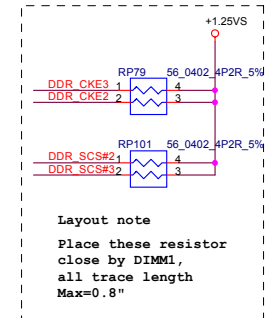 +1.25VS
RP79 56_0402_4P2R_5%
DDR_CKE3 1 4
DDR_CKE2 2 3
RP101 56_0402_4P2R_5%
DDR_SCS#2 1 4
DDR_SCS#3 2 3
Layout note
Place these resistor
close by DIMM1,
all trace length
Max=0.8"